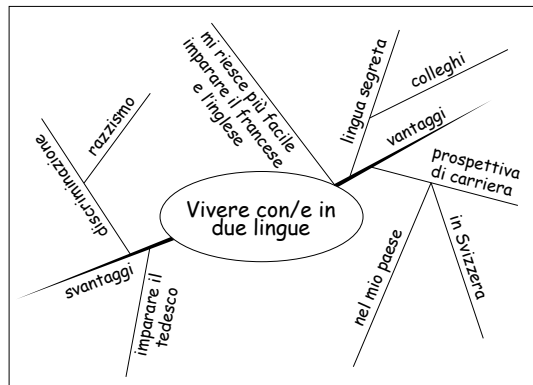 Vivere con/e in
due lingue
vantaggi
mi riesce più facile
imparare il francese
e l'inglese
lingua segreta
colleghi
prospettiva
di carriera
nel mio paese
in Svizzera
svantaggi
discriminazione
razzismo
imparare il
tedesco